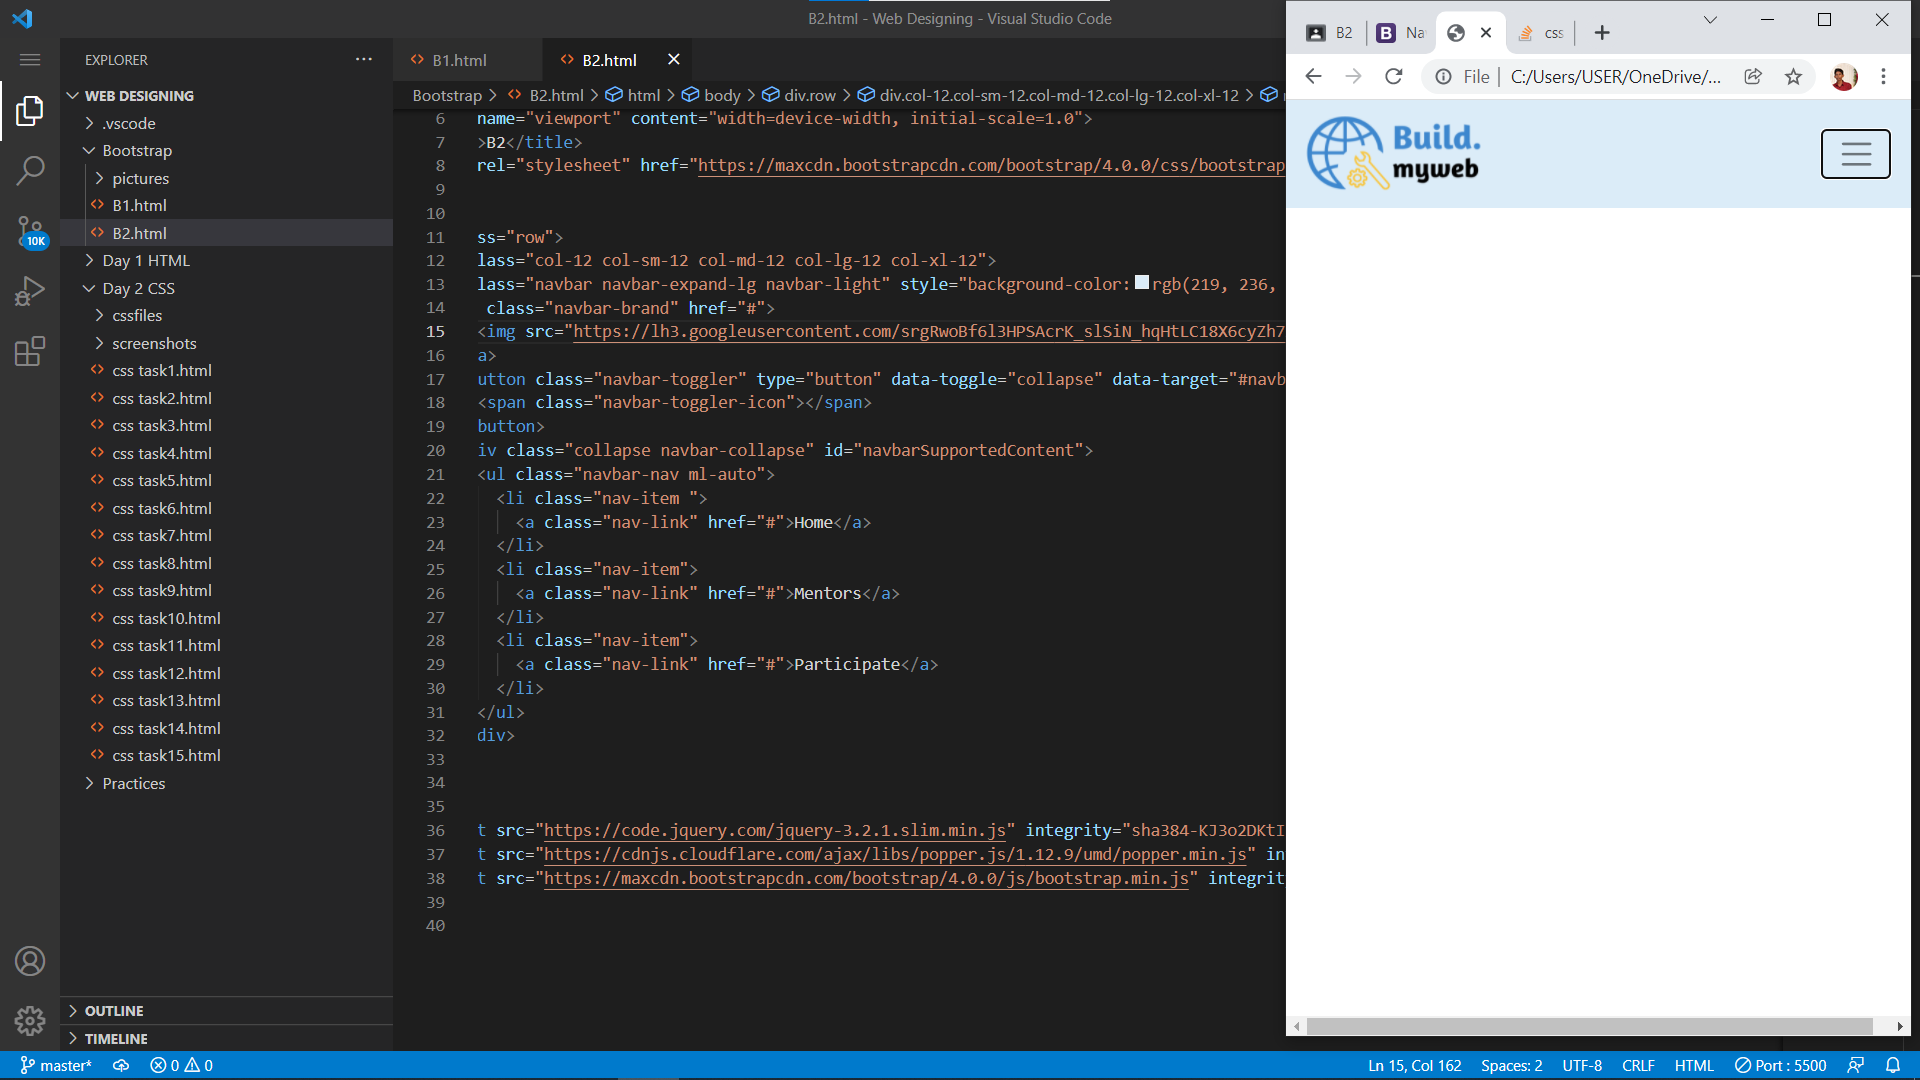 B2.html - Web Designing - Visual Studio Code
EXPLORER
WEB DESIGNING
.vscode
Bootstrap
pictures
B1.html
B2.html
Day 1 HTML
Day 2 CSS
cssfiles
screenshots
css task1.html
css task2.html
css task3.html
css task4.html
css task5.html
css task6.html
css task7.html
css task8.html
css task9.html
css task10.html
css task11.html
css task12.html
css task13.html
css task14.html
css task15.html
Practices
OUTLINE
TIMELINE
10K
B1.html
B2.html
Bootstrap > B2.html > html > body > div.row > div.col-12.col-sm-12.col-md-12.col-lg-12.col-xl-12 >
6 name="viewport" content="width=device-width, initial-scale=1.0">
7 >B2</title>
8 rel="stylesheet" href="https://maxcdn.bootstrapcdn.com/bootstrap/4.0.0/css/bootstrap
9
10
11 ss="row">
12 lass="col-12 col-sm-12 col-md-12 col-lg-12 col-xl-12">
13 lass="navbar navbar-expand-lg navbar-light" style="background-color: rgb(219, 236,
14 class="navbar-brand" href="#">
15 <img src="https://lh3.googleusercontent.com/srgRwoBf6l3HPSAcrK_slSiN_hqHtLC18X6cyZh7
16 a>
17 utton class="navbar-toggler" type="button" data-toggle="collapse" data-target="#navb
18 <span class="navbar-toggler-icon"></span>
19 button>
20 iv class="collapse navbar-collapse" id="navbarSupportedContent">
21 <ul class="navbar-nav ml-auto">
22 <li class="nav-item ">
23 <a class="nav-link" href="#">Home</a>
24 </li>
25 <li class="nav-item">
26 <a class="nav-link" href="#">Mentors</a>
27 </li>
28 <li class="nav-item">
29 <a class="nav-link" href="#">Participate</a>
30 </li>
31 </ul>
32 div>
33
34
35
36 t src="https://code.jquery.com/jquery-3.2.1.slim.min.js" integrity="sha384-KJ3o2DKtI
37 t src="https://cdnjs.cloudflare.com/ajax/libs/popper.js/1.12.9/umd/popper.min.js" in
38 t src="https://maxcdn.bootstrapcdn.com/bootstrap/4.0.0/js/bootstrap.min.js" integrit
39
40
B2
B
Na
css
File | C:/Users/USER/OneDrive/...
Build.
myweb
master*
0 0
Ln 15, Col 162
Spaces: 2
UTF-8
CRLF
HTML
Port : 5500